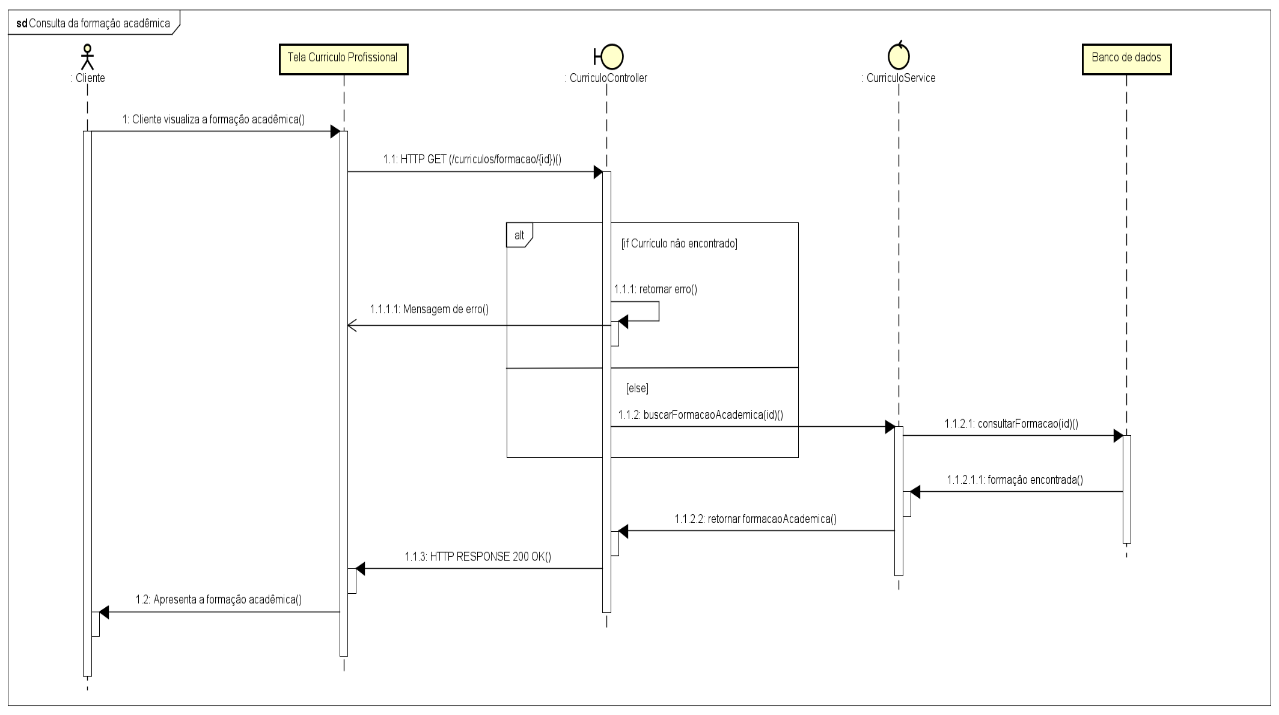 sd Consulta da formação acadêmica
: Cliente
Tela Curriculo Profissional
: CurriculoController
: CurriculoService
Banco de dados
1: Cliente visualiza a formação acadêmica()
1.1: HTTP GET (/curriculos/formacao/{id})()
alt
[if Currículo não encontrado]
1.1.1: retornar erro()
1.1.1.1: Mensagem de erro()
[else]
1.1.2: buscarFormacaoAcademica(id)()
1.1.2.1: consultarFormacao(id)()
1.1.2.1.1: formação encontrada()
1.1.2.2: retornar formacaoAcademica()
1.1.3: HTTP RESPONSE 200 OK()
1.2: Apresenta a formação acadêmica()